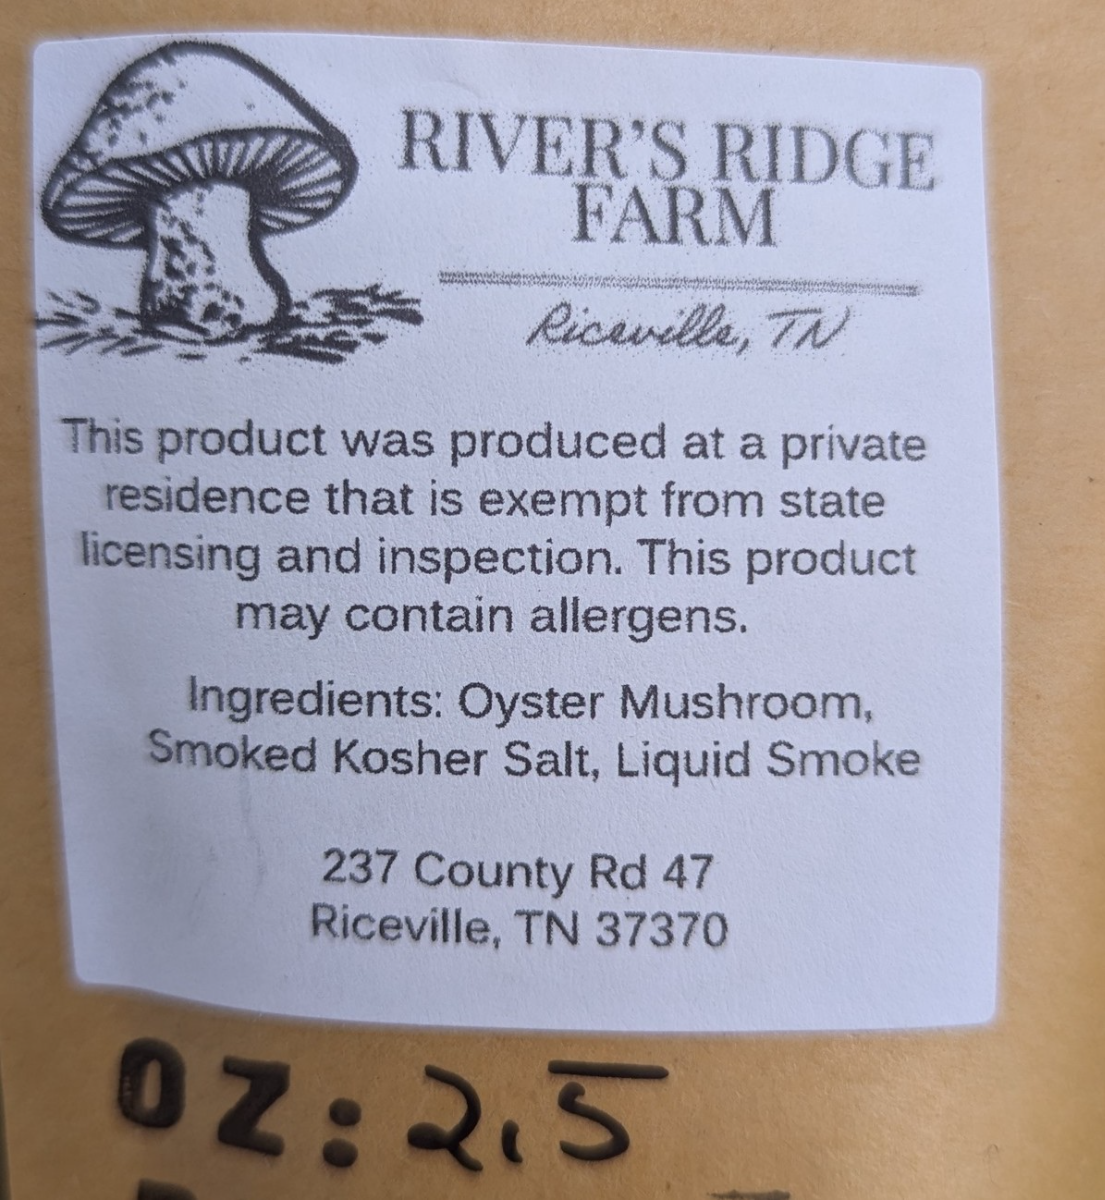 RIVER'S RIDGE
FARM
Riceville, TN
This product was produced at a private
residence that is exempt from state
licensing and inspection. This product
may contain allergens.
Ingredients: Oyster Mushroom,
Smoked Kosher Salt, Liquid Smoke
237 County Rd 47
Riceville, TN 37370
OZ: 2.5